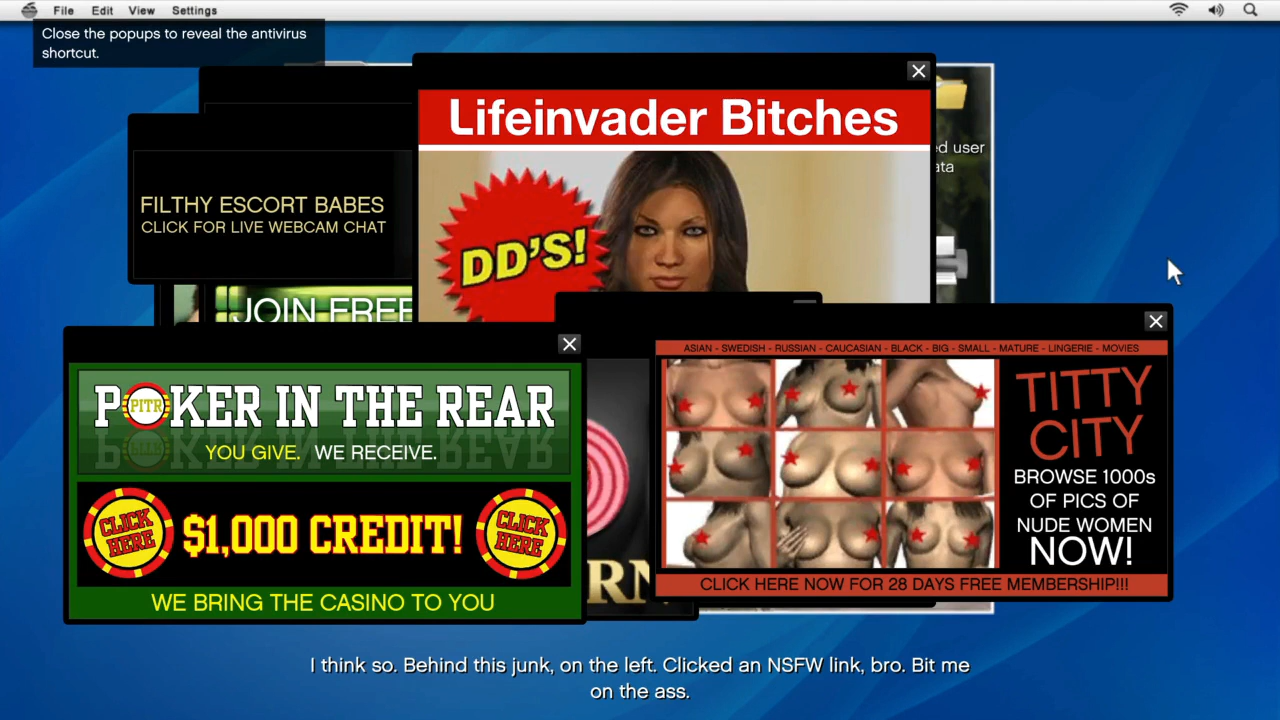 File Edit View Settings
Close the popups to reveal the antivirus
shortcut.
Lifeinvader Bitches
DD'S!
FILTHY ESCORT BABES
CLICK FOR LIVE WEBCAM CHAT
JOIN FREE
ed user
ata
POKER IN THE REAR
PITR
YOU GIVE. WE RECEIVE.
CLICK
HERE
$1,000 CREDIT!
CLICK
HERE
WE BRING THE CASINO TO YOU
RN
ASIAN - SWEDISH - RUSSIAN - CAUCASIAN - BLACK - BIG - SMALL - MATURE - LINGERIE - MOVIES
TITTY
CITY
BROWSE 1000s
OF PICS OF
NUDE WOMEN
NOW!
CLICK HERE NOW FOR 28 DAYS FREE MEMBERSHIP!!!
I think so. Behind this junk, on the left. Clicked an NSFW link, bro. Bit me
on the ass.